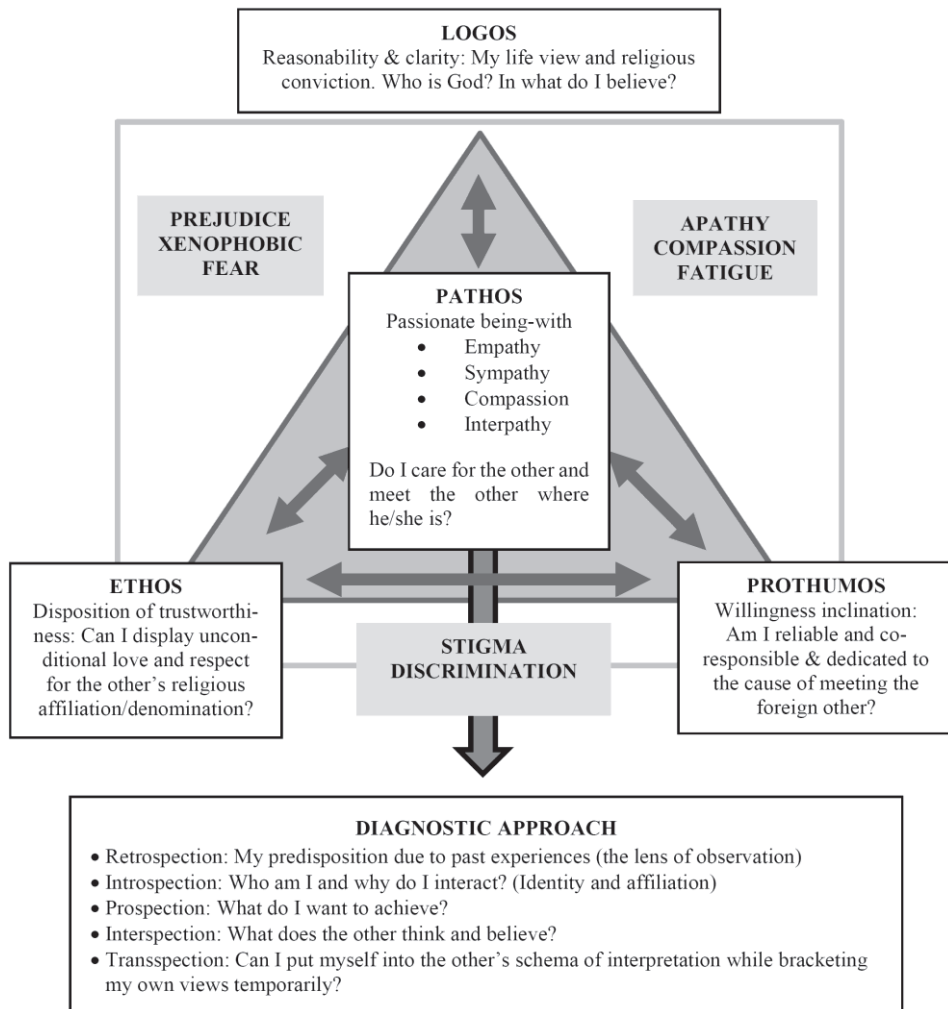 LOGOS
Reasonability & clarity: My life view and religious
conviction. Who is God? In what do I believe?
PREJUDICE
XENOPHOBIC
FEAR
APATHY
COMPASSION
FATIGUE
PATHOS
Passionate being-with
• Empathy
• Sympathy
• Compassion
• Interpathy
Do I care for the other and
meet the other where
he/she is?
ETHOS
Disposition of trustworthi-
ness: Can I display uncon-
ditional love and respect
for the other's religious
affiliation/denomination?
STIGMA
DISCRIMINATION
PROTHUMOS
Willingness inclination:
Am I reliable and co-
responsible & dedicated to
the cause of meeting the
foreign other?
DIAGNOSTIC APPROACH
• Retrospection: My predisposition due to past experiences (the lens of observation)
• Introspection: Who am I and why do I interact? (Identity and affiliation)
• Prospection: What do I want to achieve?
• Interspection: What does the other think and believe?
• Transspection: Can I put myself into the other's schema of interpretation while bracketing
my own views temporarily?